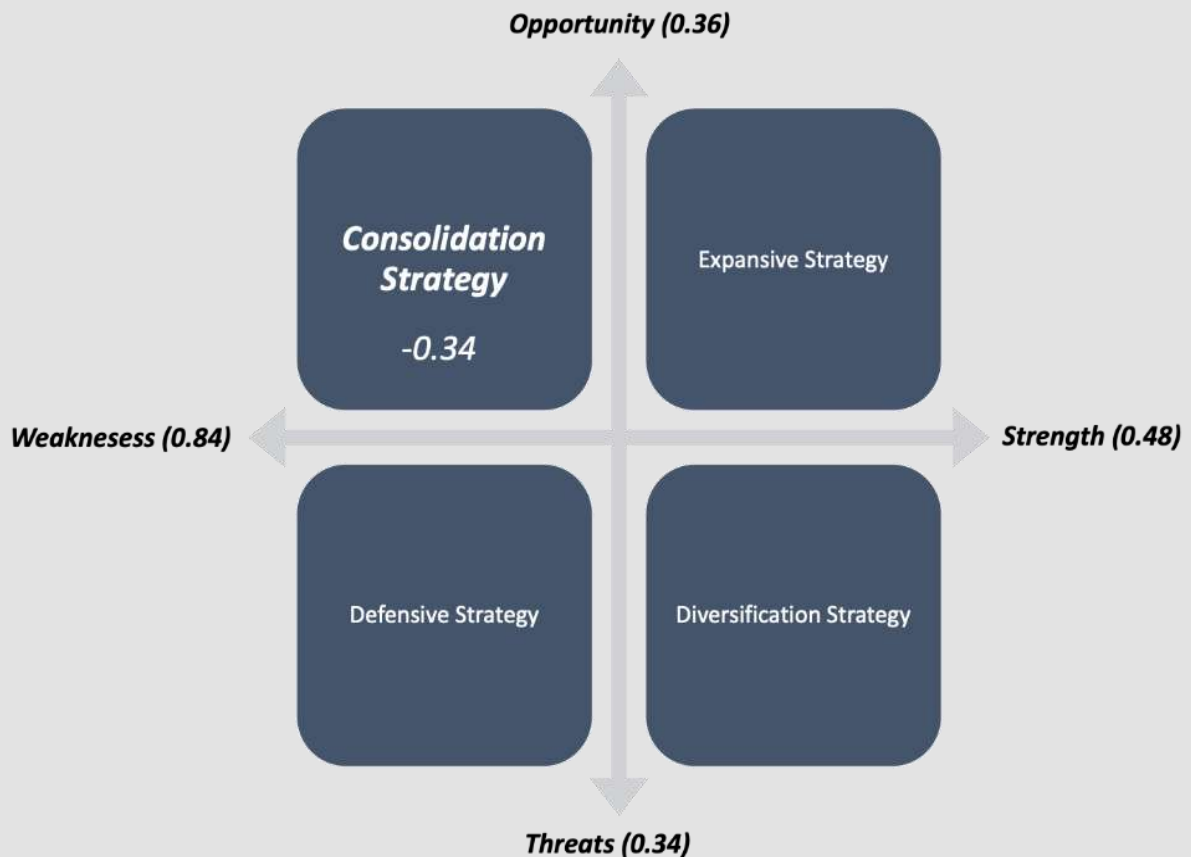 Opportunity (0.36)
Consolidation
Strategy
-0.34
Expansive Strategy
Weaknesess (0.84)
Strength (0.48)
Defensive Strategy
Diversification Strategy
Threats (0.34)